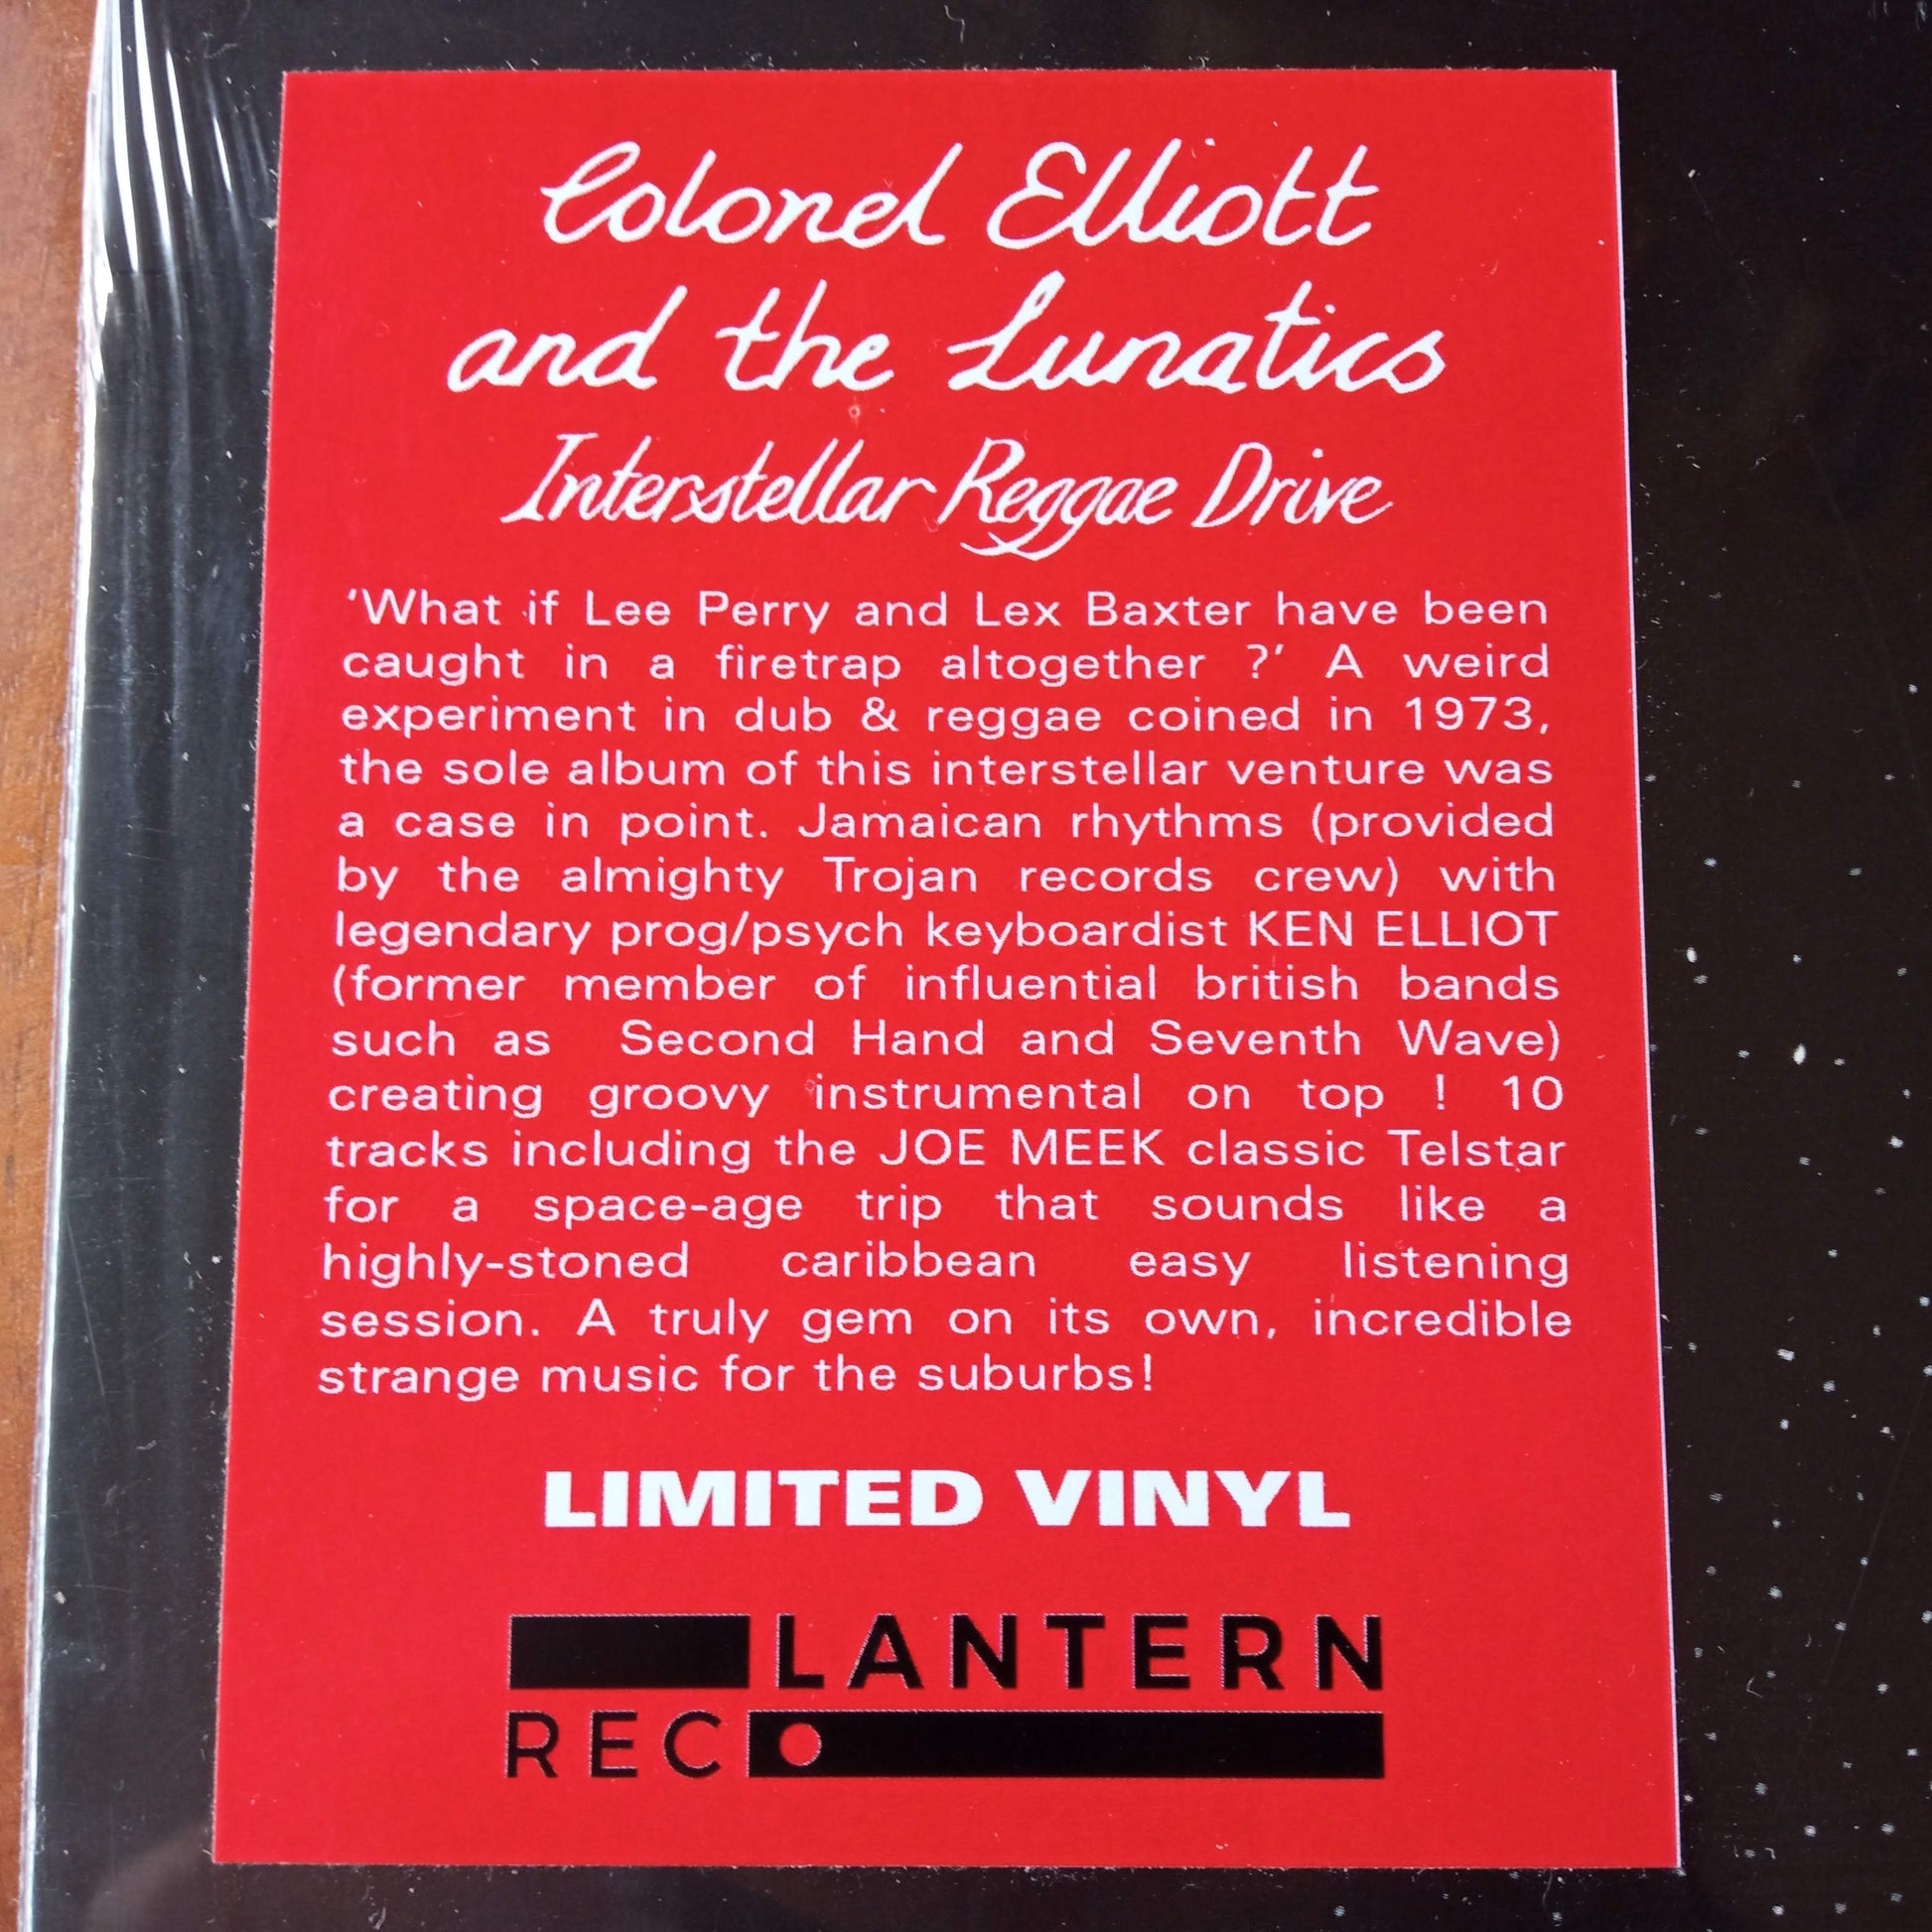 Colonel Elliott
and the Lunatics
Interstellar Reggae Drive
'What if Lee Perry and Lex Baxter have been
caught in a firetrap altogether ?' A weird
experiment in dub & reggae coined in 1973,
the sole album of this interstellar venture was
a case in point. Jamaican rhythms (provided
by the almighty Trojan records crew) with
legendary prog/psych keyboardist KEN ELLIOT
(former member of influential british bands
such as Second Hand and Seventh Wave)
creating groovy instrumental on top ! 10
tracks including the JOE MEEK classic Telstar
for a space-age trip that sounds like a
highly-stoned caribbean easy listening
session. A truly gem on its own, incredible
strange music for the suburbs!
LIMITED VINYL
LANTERN
REC